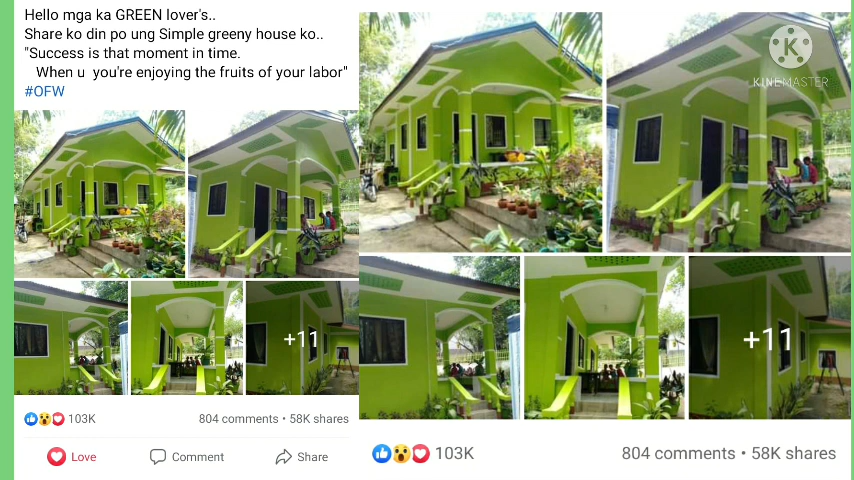 Hello mga ka GREEN lover's..
Share ko din po ung Simple greeny house ko..
"Success is that moment in time.
When u you're enjoying the fruits of your labor"
#OFW
KINEMASTER
+11
+11
103K
804 comments • 58K shares
Love
Comment
Share
103K
804 comments • 58K shares